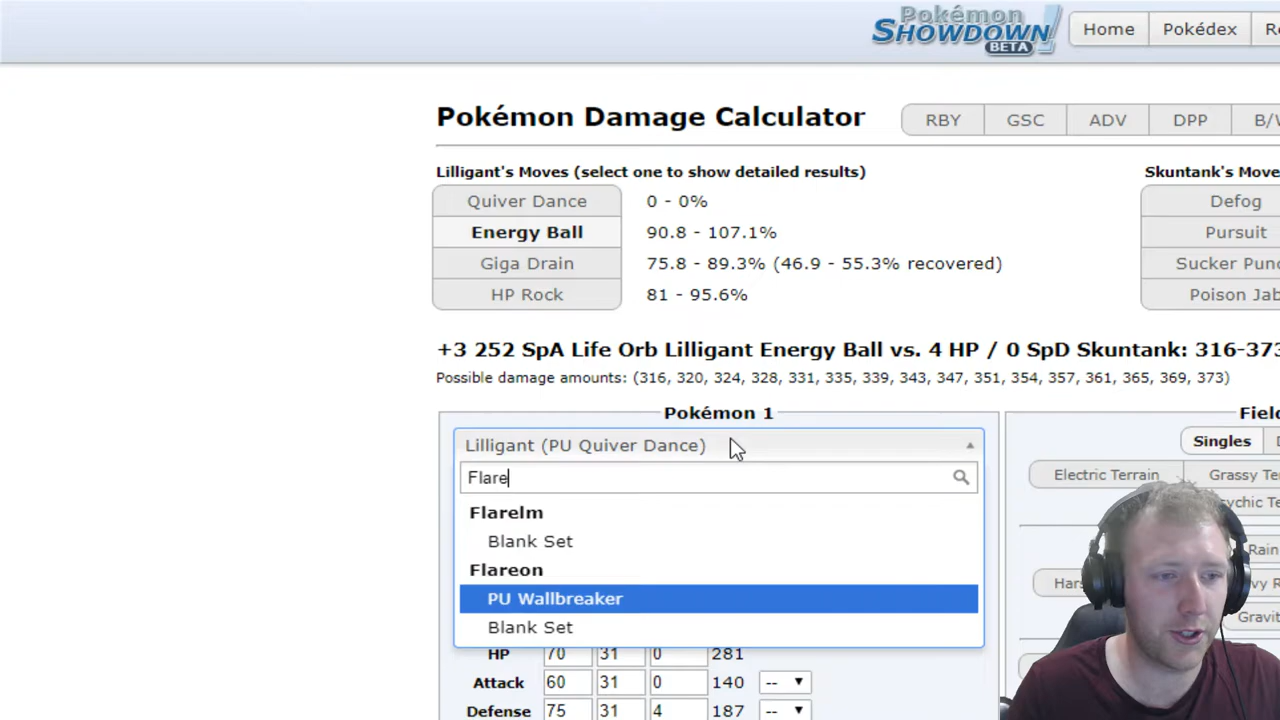 Pokémon
SHOWDOWN
BETA
Home
Pokédex
Pokémon Damage Calculator
RBY
GSC
ADV
DPP
Lilligant's Moves (select one to show detailed results)
Quiver Dance 0 - 0%
Energy Ball 90.8 - 107.1%
Giga Drain 75.8 - 89.3% (46.9 - 55.3% recovered)
HP Rock 81 - 95.6%
Skuntank's Move
Defog
Pursuit
Sucker Pun
Poison Jab
+3 252 SpA Life Orb Lilligant Energy Ball vs. 4 HP / 0 SpD Skuntank: 316-373
Possible damage amounts: (316, 320, 324, 328, 331, 335, 339, 343, 347, 351, 354, 357, 361, 365, 369, 373)
Pokémon 1
Lilligant (PU Quiver Dance)
Flare
Flarelm
Blank Set
Flareon
PU Wallbreaker
Blank Set
HP 70 31 0 281
Attack 60 31 0 140 --
Defense 75 31 4 187 --
Field
Singles
Electric Terrain
Grassy Te
Rain